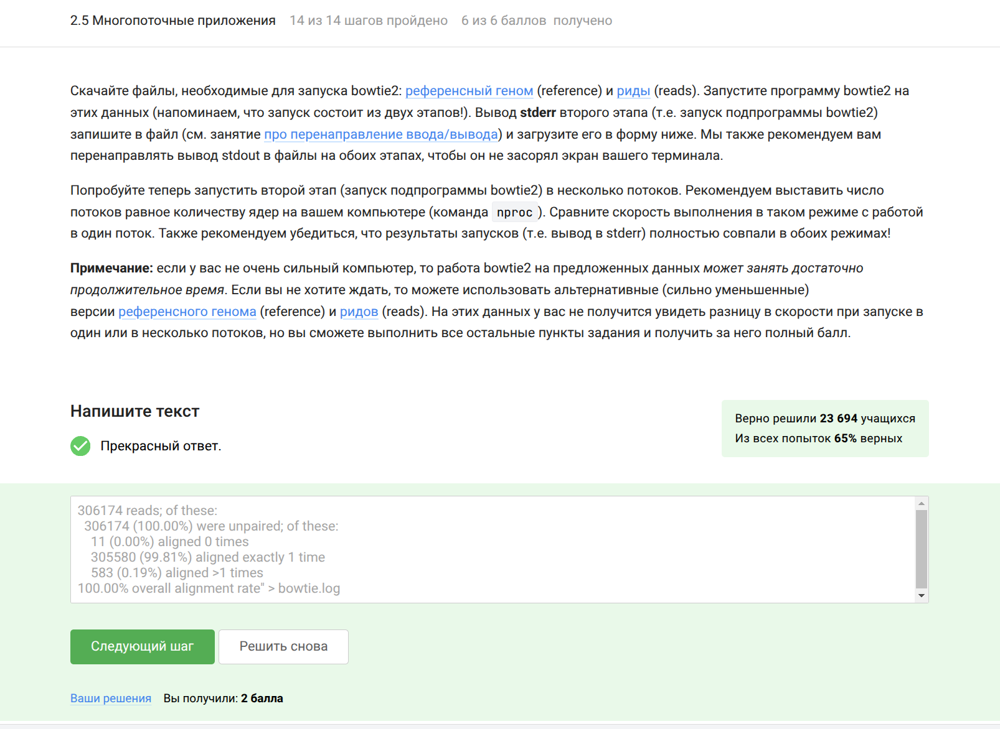 2.5 Многопоточные приложения 14 из 14 шагов пройдено 6 из 6 баллов получено
Скачайте файлы, необходимые для запуска bowtie2: референсный геном (reference) и риды (reads). Запустите программу bowtie2 на
этих данных (напоминаем, что запуск состоит из двух этапов!). Вывод stderr второго этапа (т.е. запуск подпрограммы bowtie2)
запишите в файл (см. занятие про перенаправление ввода/вывода) и загрузите его в форму ниже. Мы также рекомендуем вам
перенаправлять вывод stdout в файлы на обоих этапах, чтобы он не засорял экран вашего терминала.
Попробуйте теперь запустить второй этап (запуск подпрограммы bowtie2) в несколько потоков. Рекомендуем выставить число
потоков равное количеству ядер на вашем компьютере (команда nproc ). Сравните скорость выполнения в таком режиме с работой
в один поток. Также рекомендуем убедиться, что результаты запусков (т.е. вывод в stderr) полностью совпали в обоих режимах!
Примечание: если у вас не очень сильный компьютер, то работа bowtie2 на предложенных данных может занять достаточно
продолжительное время. Если вы не хотите ждать, то можете использовать альтернативные (сильно уменьшенные)
версии референсного генома (reference) и ридов (reads). На этих данных у вас не получится увидеть разницу в скорости при запуске в
один или в несколько потоков, но вы сможете выполнить все остальные пункты задания и получить за него полный балл.
Напишите текст
Прекрасный ответ.
Верно решили 23 694 учащихся
Из всех попыток 65% верных
306174 reads; of these:
306174 (100.00%) were unpaired; of these:
11 (0.00%) aligned 0 times
305580 (99.81%) aligned exactly 1 time
583 (0.19%) aligned >1 times
100.00% overall alignment rate" > bowtie.log
Следующий шаг Решить снова
Ваши решения Вы получили: 2 балла